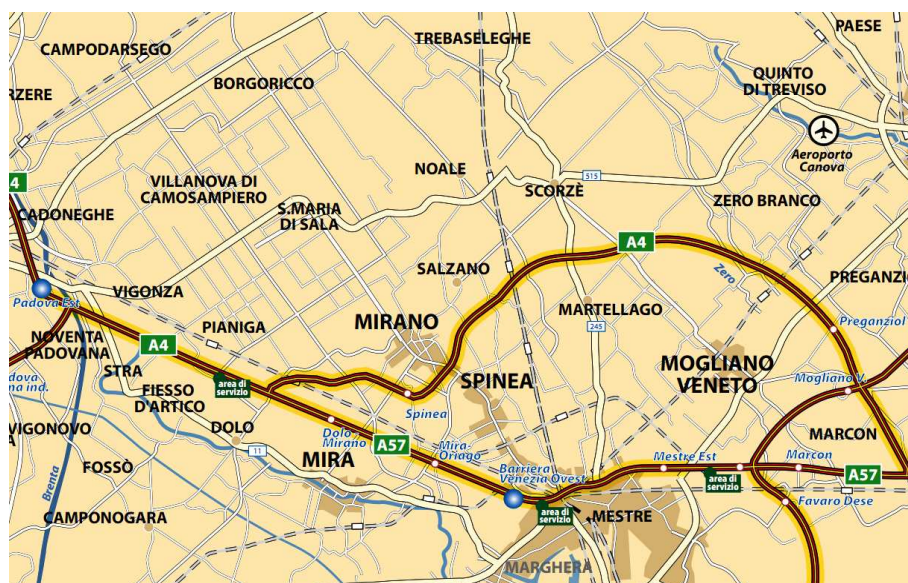 CAMPODARSEGO
TREBASELEGHE
PAESE
BORGORICCO
QUINTO
DI TREVISO
RZERE
Aeroporto
Canova
NOALE
515
VILLANOVA DI
CAMOSAMPIERO
SCORZÈ
4
ZERO BRANCO
CADONEGHE
S.MARIA
DI SALA
A4
SALZANO
Zero
PREGANZIO
VIGONZA
Padova Est
MARTELLAGO
PIANIGA
MIRANO
Preganziol
245
NOVENTA
PADOVANA
A4
MOGLIANO
VENETO
STRA
SPINEA
Mogliano V.
area di
servizio
dova
na ind.
FIESSO
D'ARTICO
Spinea
VIGONOVO
DOLO
Dolo
Mirano
A57
MARCON
11
Mira-
Oriago
Mestre Est
Marcon
FOSSÒ
MIRA
Barriera
Venezia Ovest
A57
area di
servizio
Brenta
Favaro Dese
CAMPONOGARA
area di
servizio
MESTRE
MARGHERA